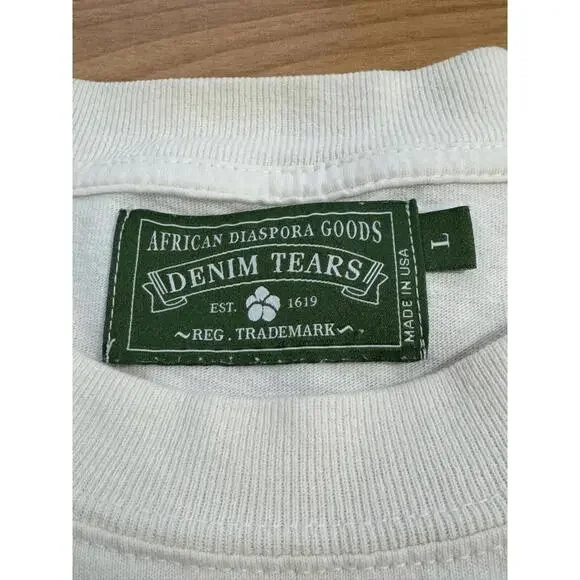 AFRICAN DIASPORA GOODS
DENIM TEARS
EST. 1619
~REG. TRADEMARK~
MADE IN USA
L